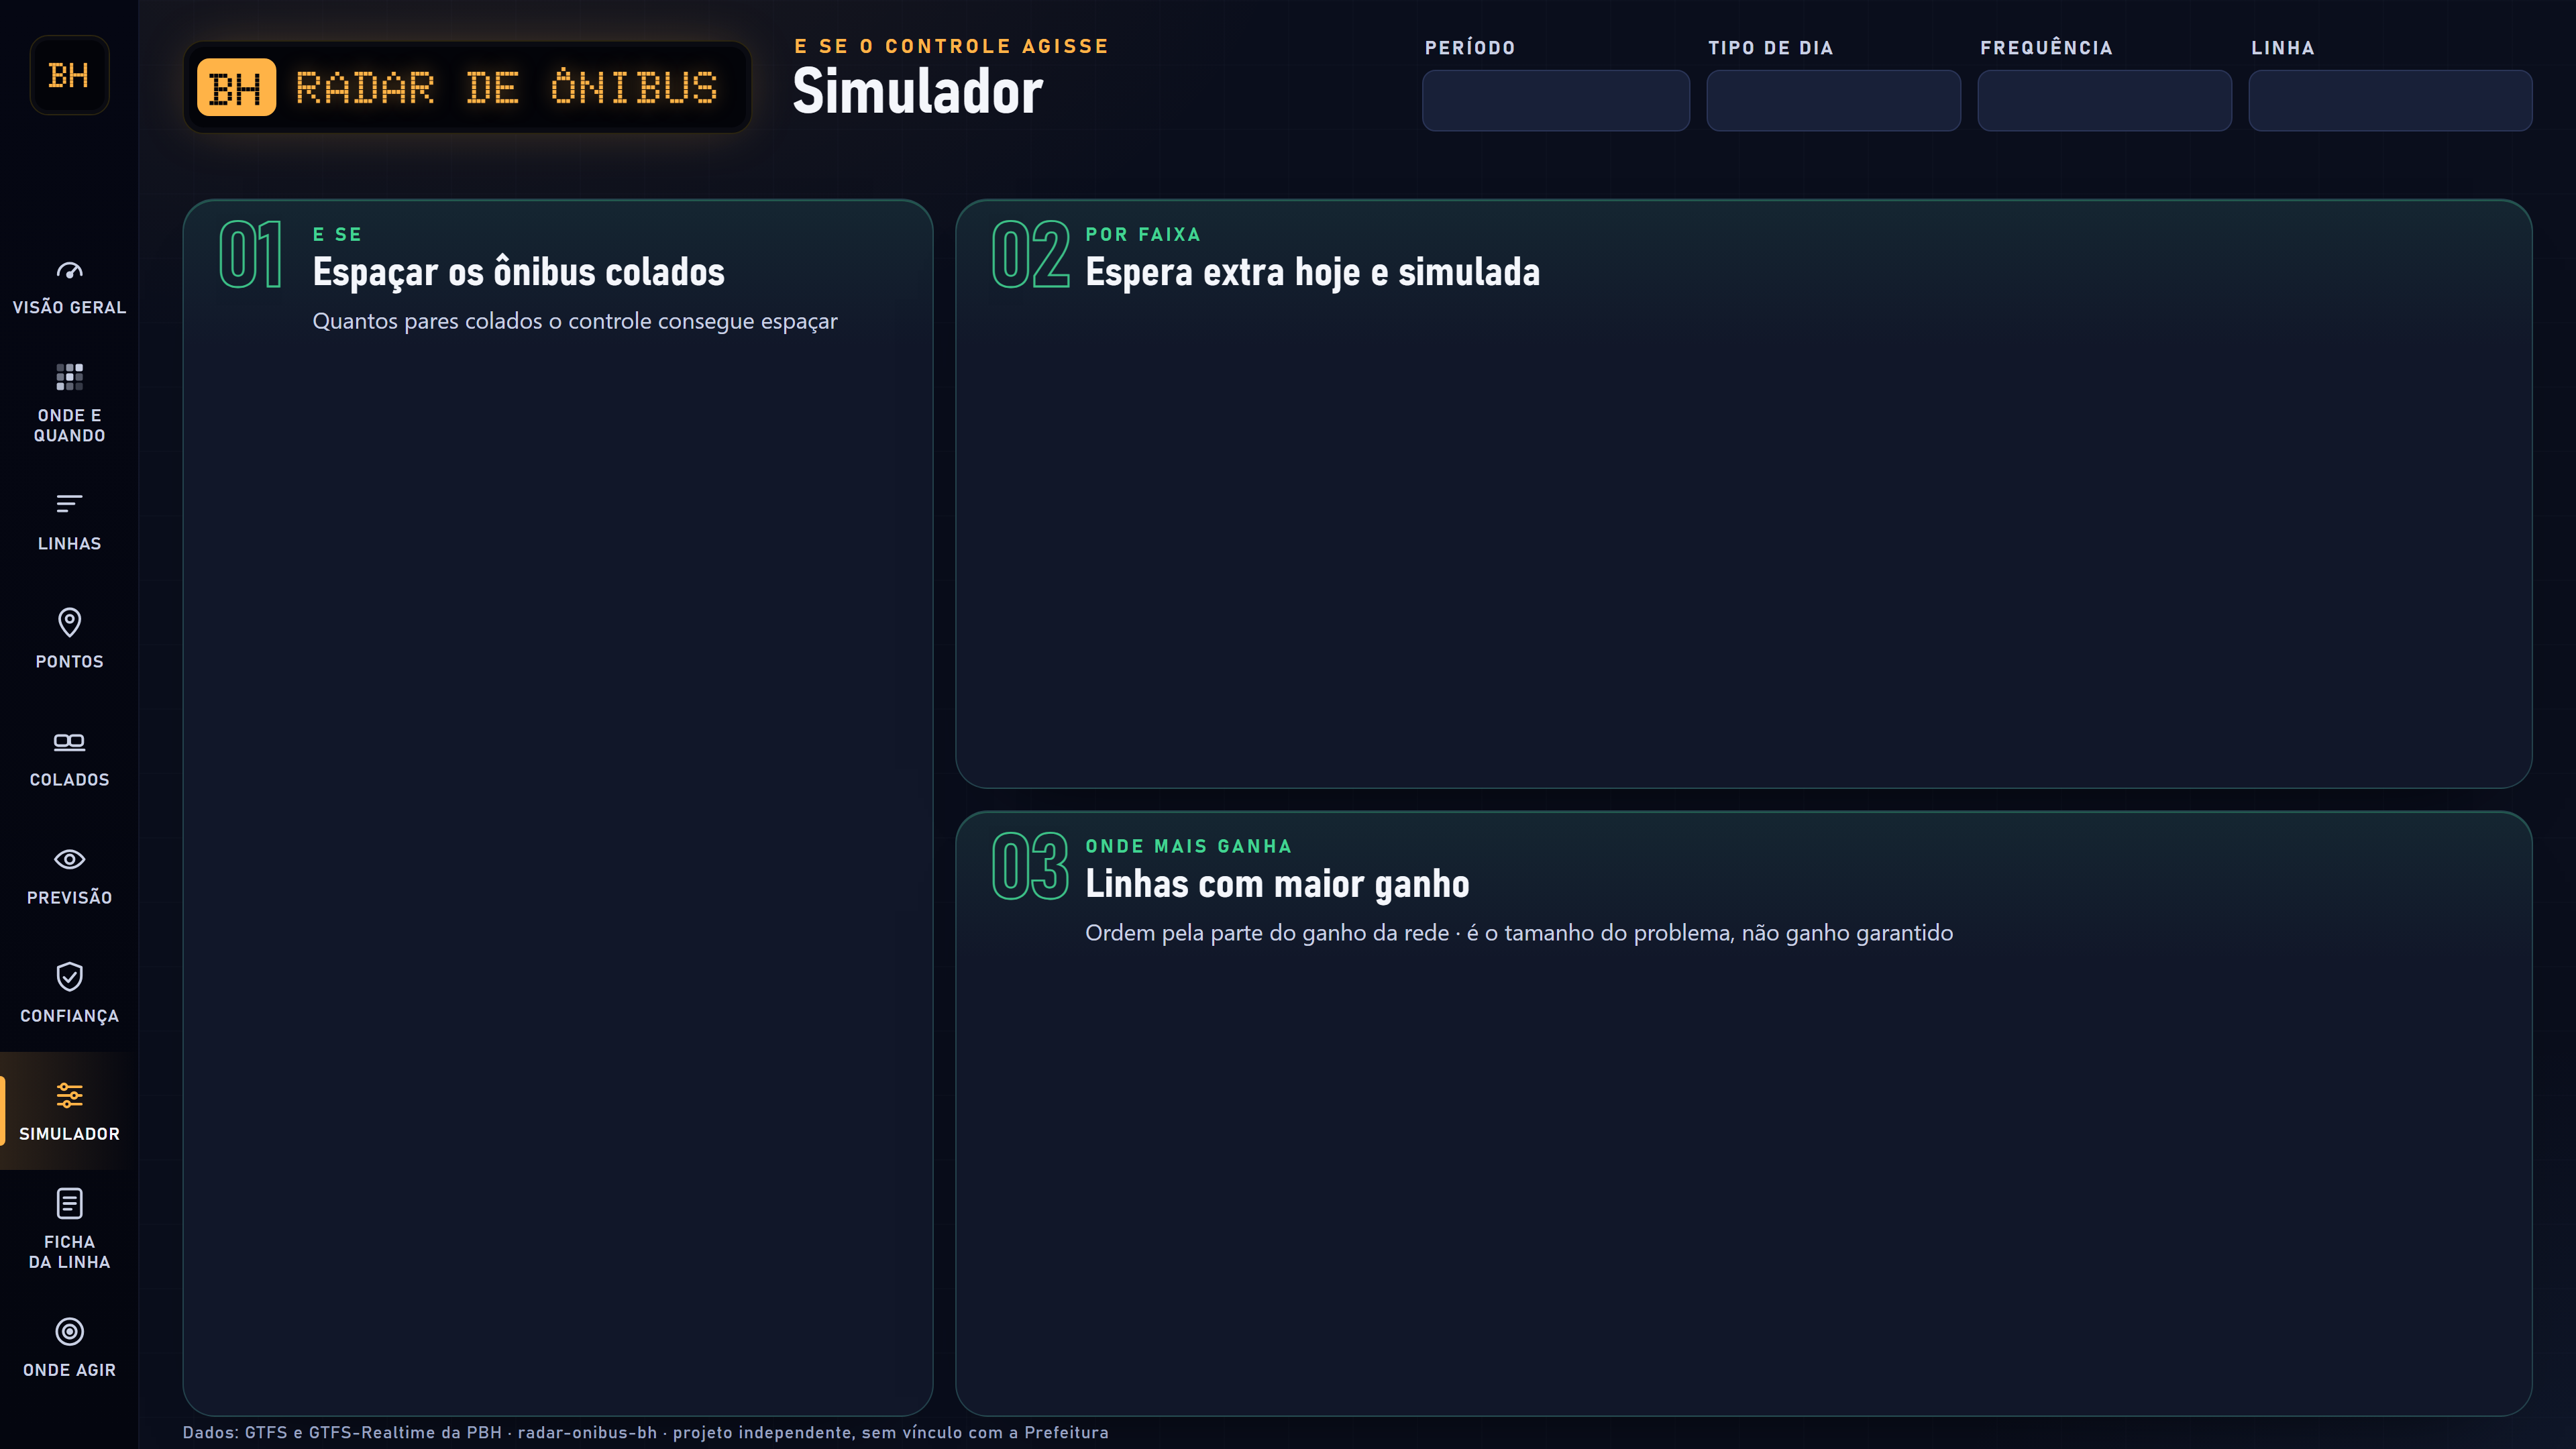 BH
BH RADAR DE ÔNIBUS
E SE O CONTROLE AGISSE
Simulador
PERÍODO
TIPO DE DIA
FREQUÊNCIA
LINHA
VISÃO GERAL
ONDE E
QUANDO
LINHAS
PONTOS
COLADOS
PREVISÃO
CONFIANÇA
SIMULADOR
FICHA
DA LINHA
ONDE AGIR
01
E SE
Espaçar os ônibus colados
Quantos pares colados o controle consegue espaçar
02
POR FAIXA
Espera extra hoje e simulada
03
ONDE MAIS GANHA
Linhas com maior ganho
Ordem pela parte do ganho da rede · é o tamanho do problema, não ganho garantido
Dados: GTFS e GTFS-Realtime da PBH · radar-onibus-bh · projeto independente, sem vínculo com a Prefeitura